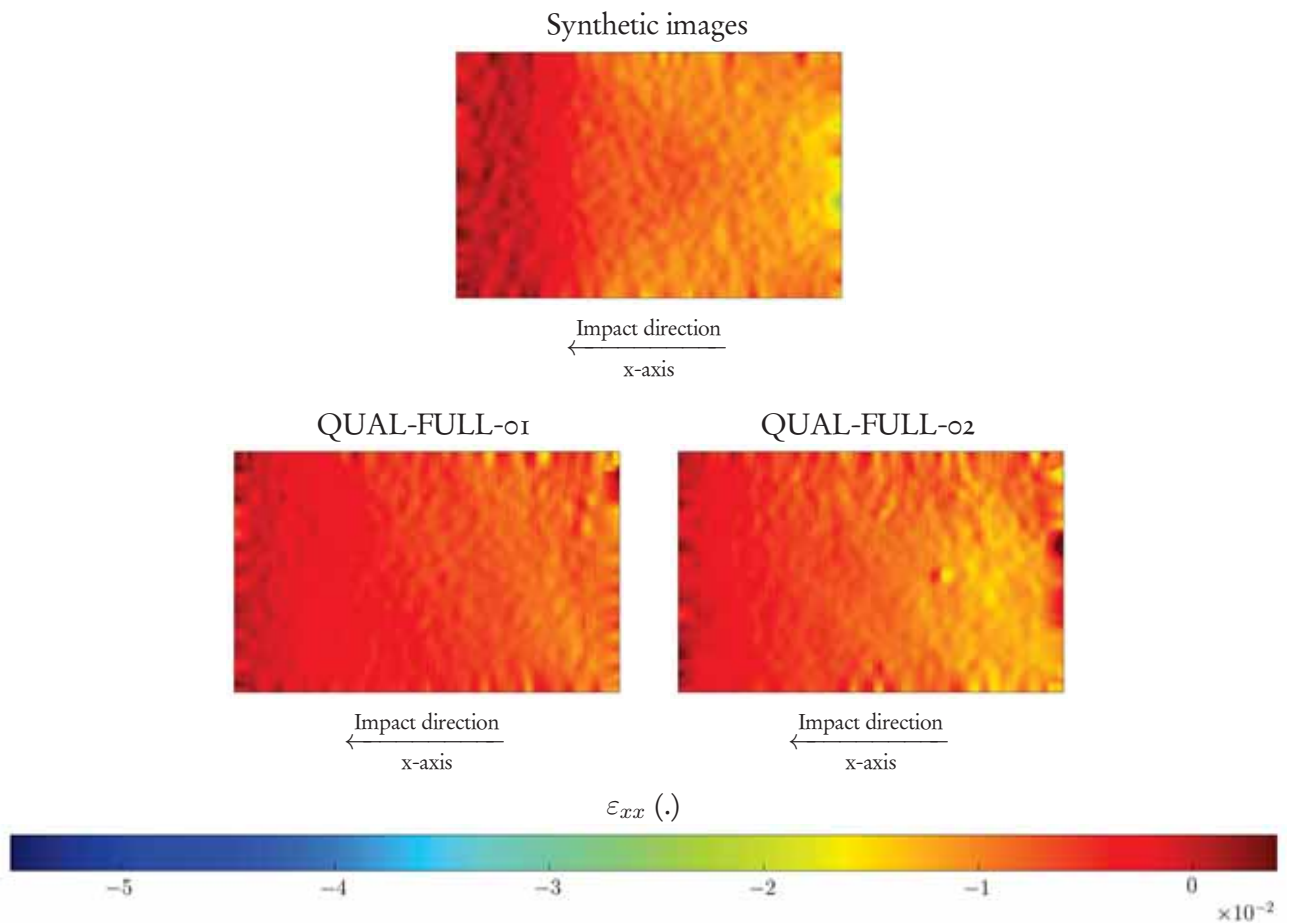 Synthetic images
Impact direction
x-axis
QUAL-FULL-01 QUAL-FULL-02
Impact direction Impact direction
x-axis x-axis
εxx (.)
−5 −4 −3 −2 −1 0
×10−2